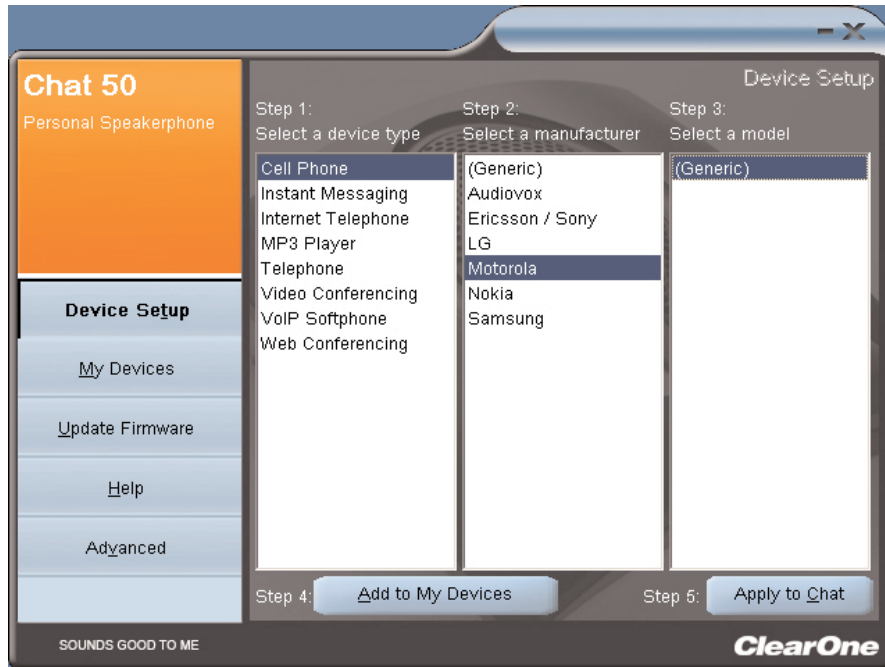 Chat 50
Personal Speakerphone
Device Setup
My Devices
Update Firmware
Help
Advanced
SOUNDS GOOD TO ME
Device Setup
Step 1:
Select a device type
Cell Phone
Instant Messaging
Internet Telephone
MP3 Player
Telephone
Video Conferencing
VoIP Softphone
Web Conferencing
Step 2:
Select a manufacturer
(Generic)
Audiovox
Ericsson / Sony
LG
Motorola
Nokia
Samsung
Step 3:
Select a model
(Generic)
Step 4: Add to My Devices
Step 5: Apply to Chat
ClearOne